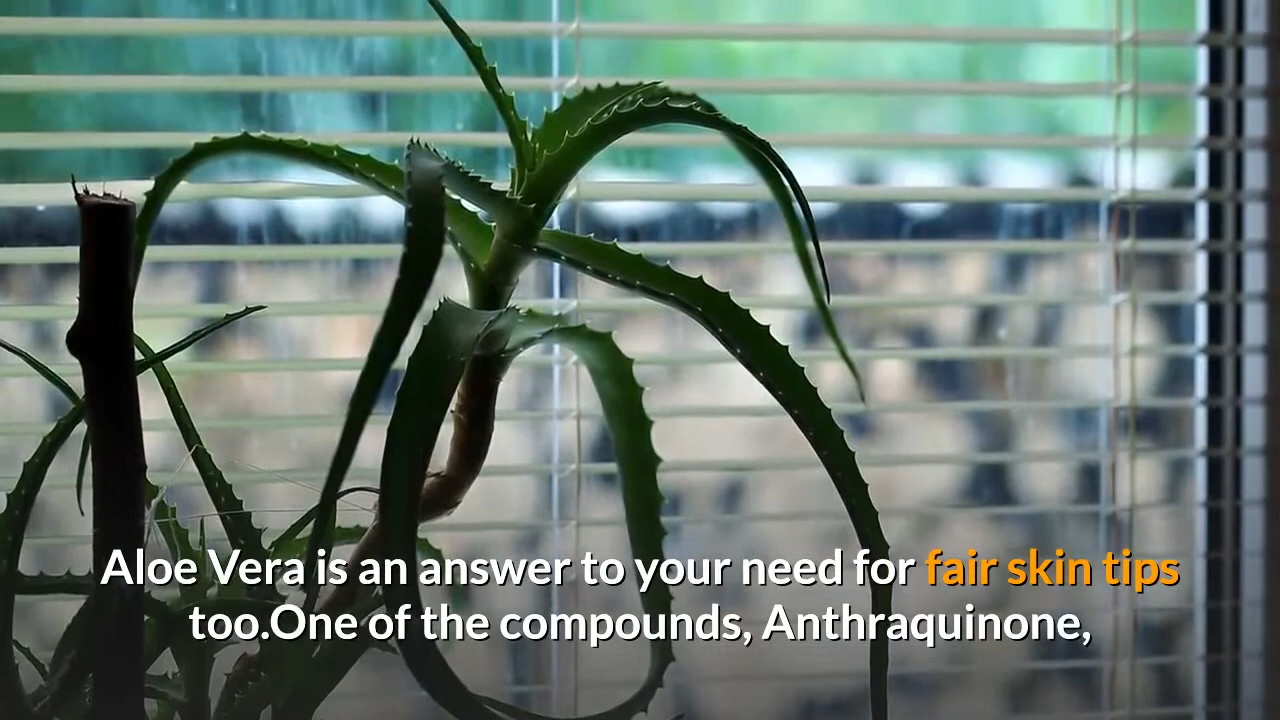 Aloe Vera is an answer to your need for fair skin tips
too.One of the compounds, Anthraquinone,